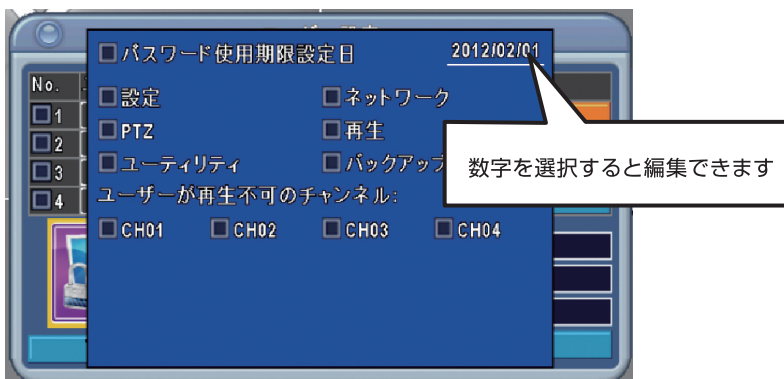 パスワード使用期限設定日 2012/02/01
No.
設定 ネットワーク
1
PTZ 再生
2
ユーティリティ バックアップ
3
数字を選択すると編集できます
ユーザーが再生不可のチャンネル:
4
CH01 CH02 CH03 CH04